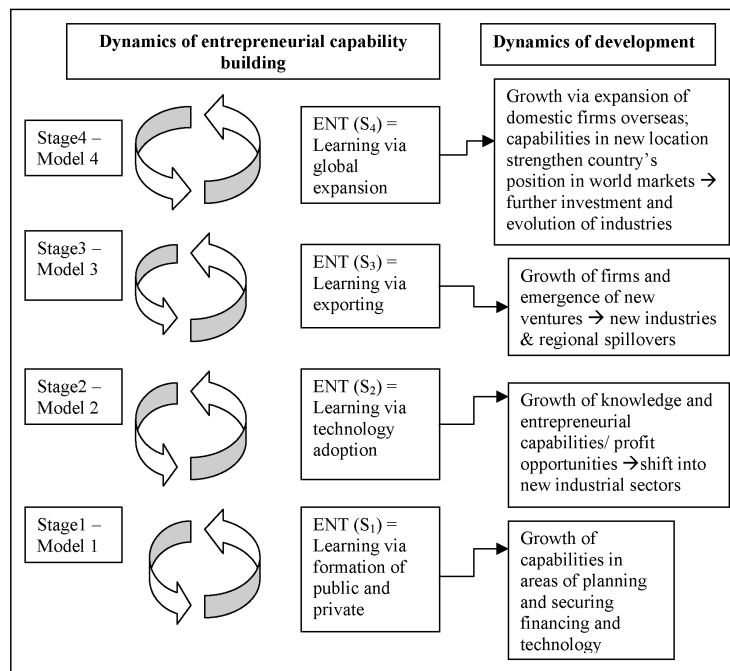 Dynamics of entrepreneurial capability
building
Dynamics of development
Stage4 –
Model 4
ENT (S₄) =
Learning via
global
expansion
Growth via expansion of
domestic firms overseas;
capabilities in new location
strengthen country’s
position in world markets →
further investment and
evolution of industries
Stage3 –
Model 3
ENT (S₃) =
Learning via
exporting
Growth of firms and
emergence of new
ventures → new industries
& regional spillovers
Stage2 –
Model 2
ENT (S₂) =
Learning via
technology
adoption
Growth of knowledge and
entrepreneurial
capabilities/ profit
opportunities →shift into
new industrial sectors
Stage1 –
Model 1
ENT (S₁) =
Learning via
formation of
public and
private
Growth of
capabilities in
areas of planning
and securing
financing and
technology